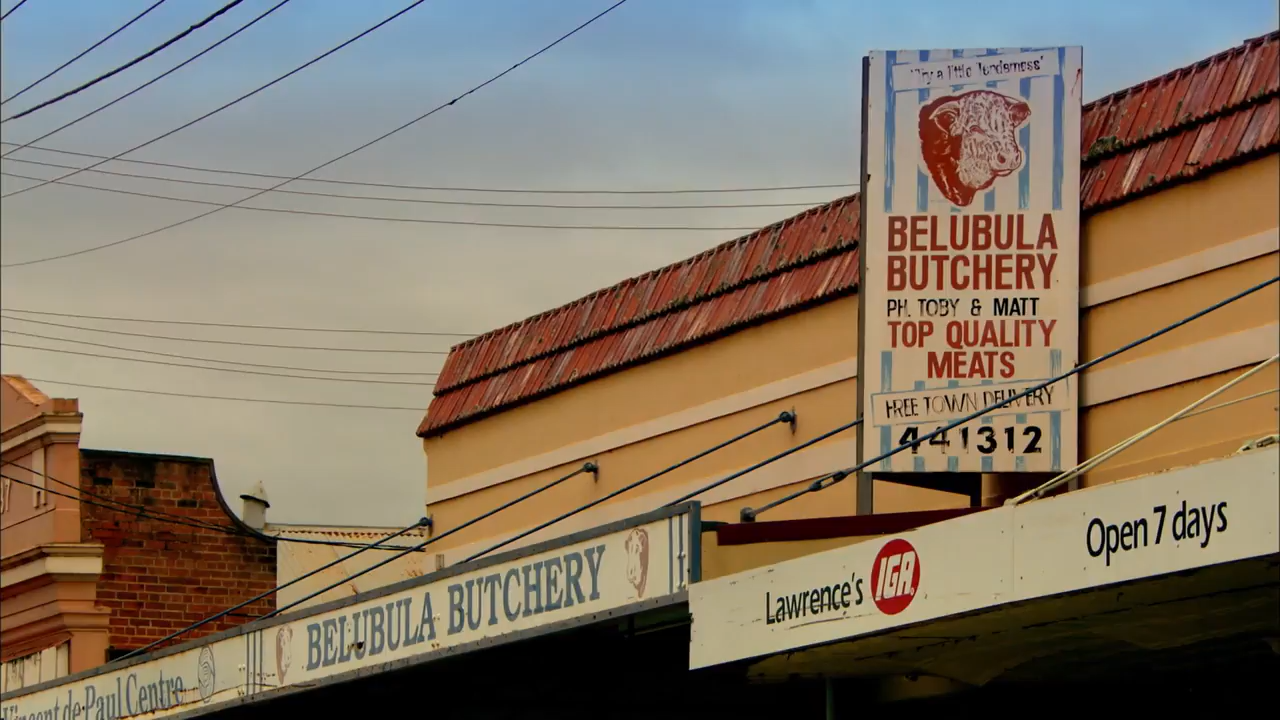 'Try a little Tenderness'
BELUBULA
BUTCHERY
PH. TOBY & MATT
TOP QUALITY
MEATS
FREE TOWN DELIVERY
441312
Open 7 days
Lawrence's IGA
BELUBULA BUTCHERY
Vincent de Paul Centre